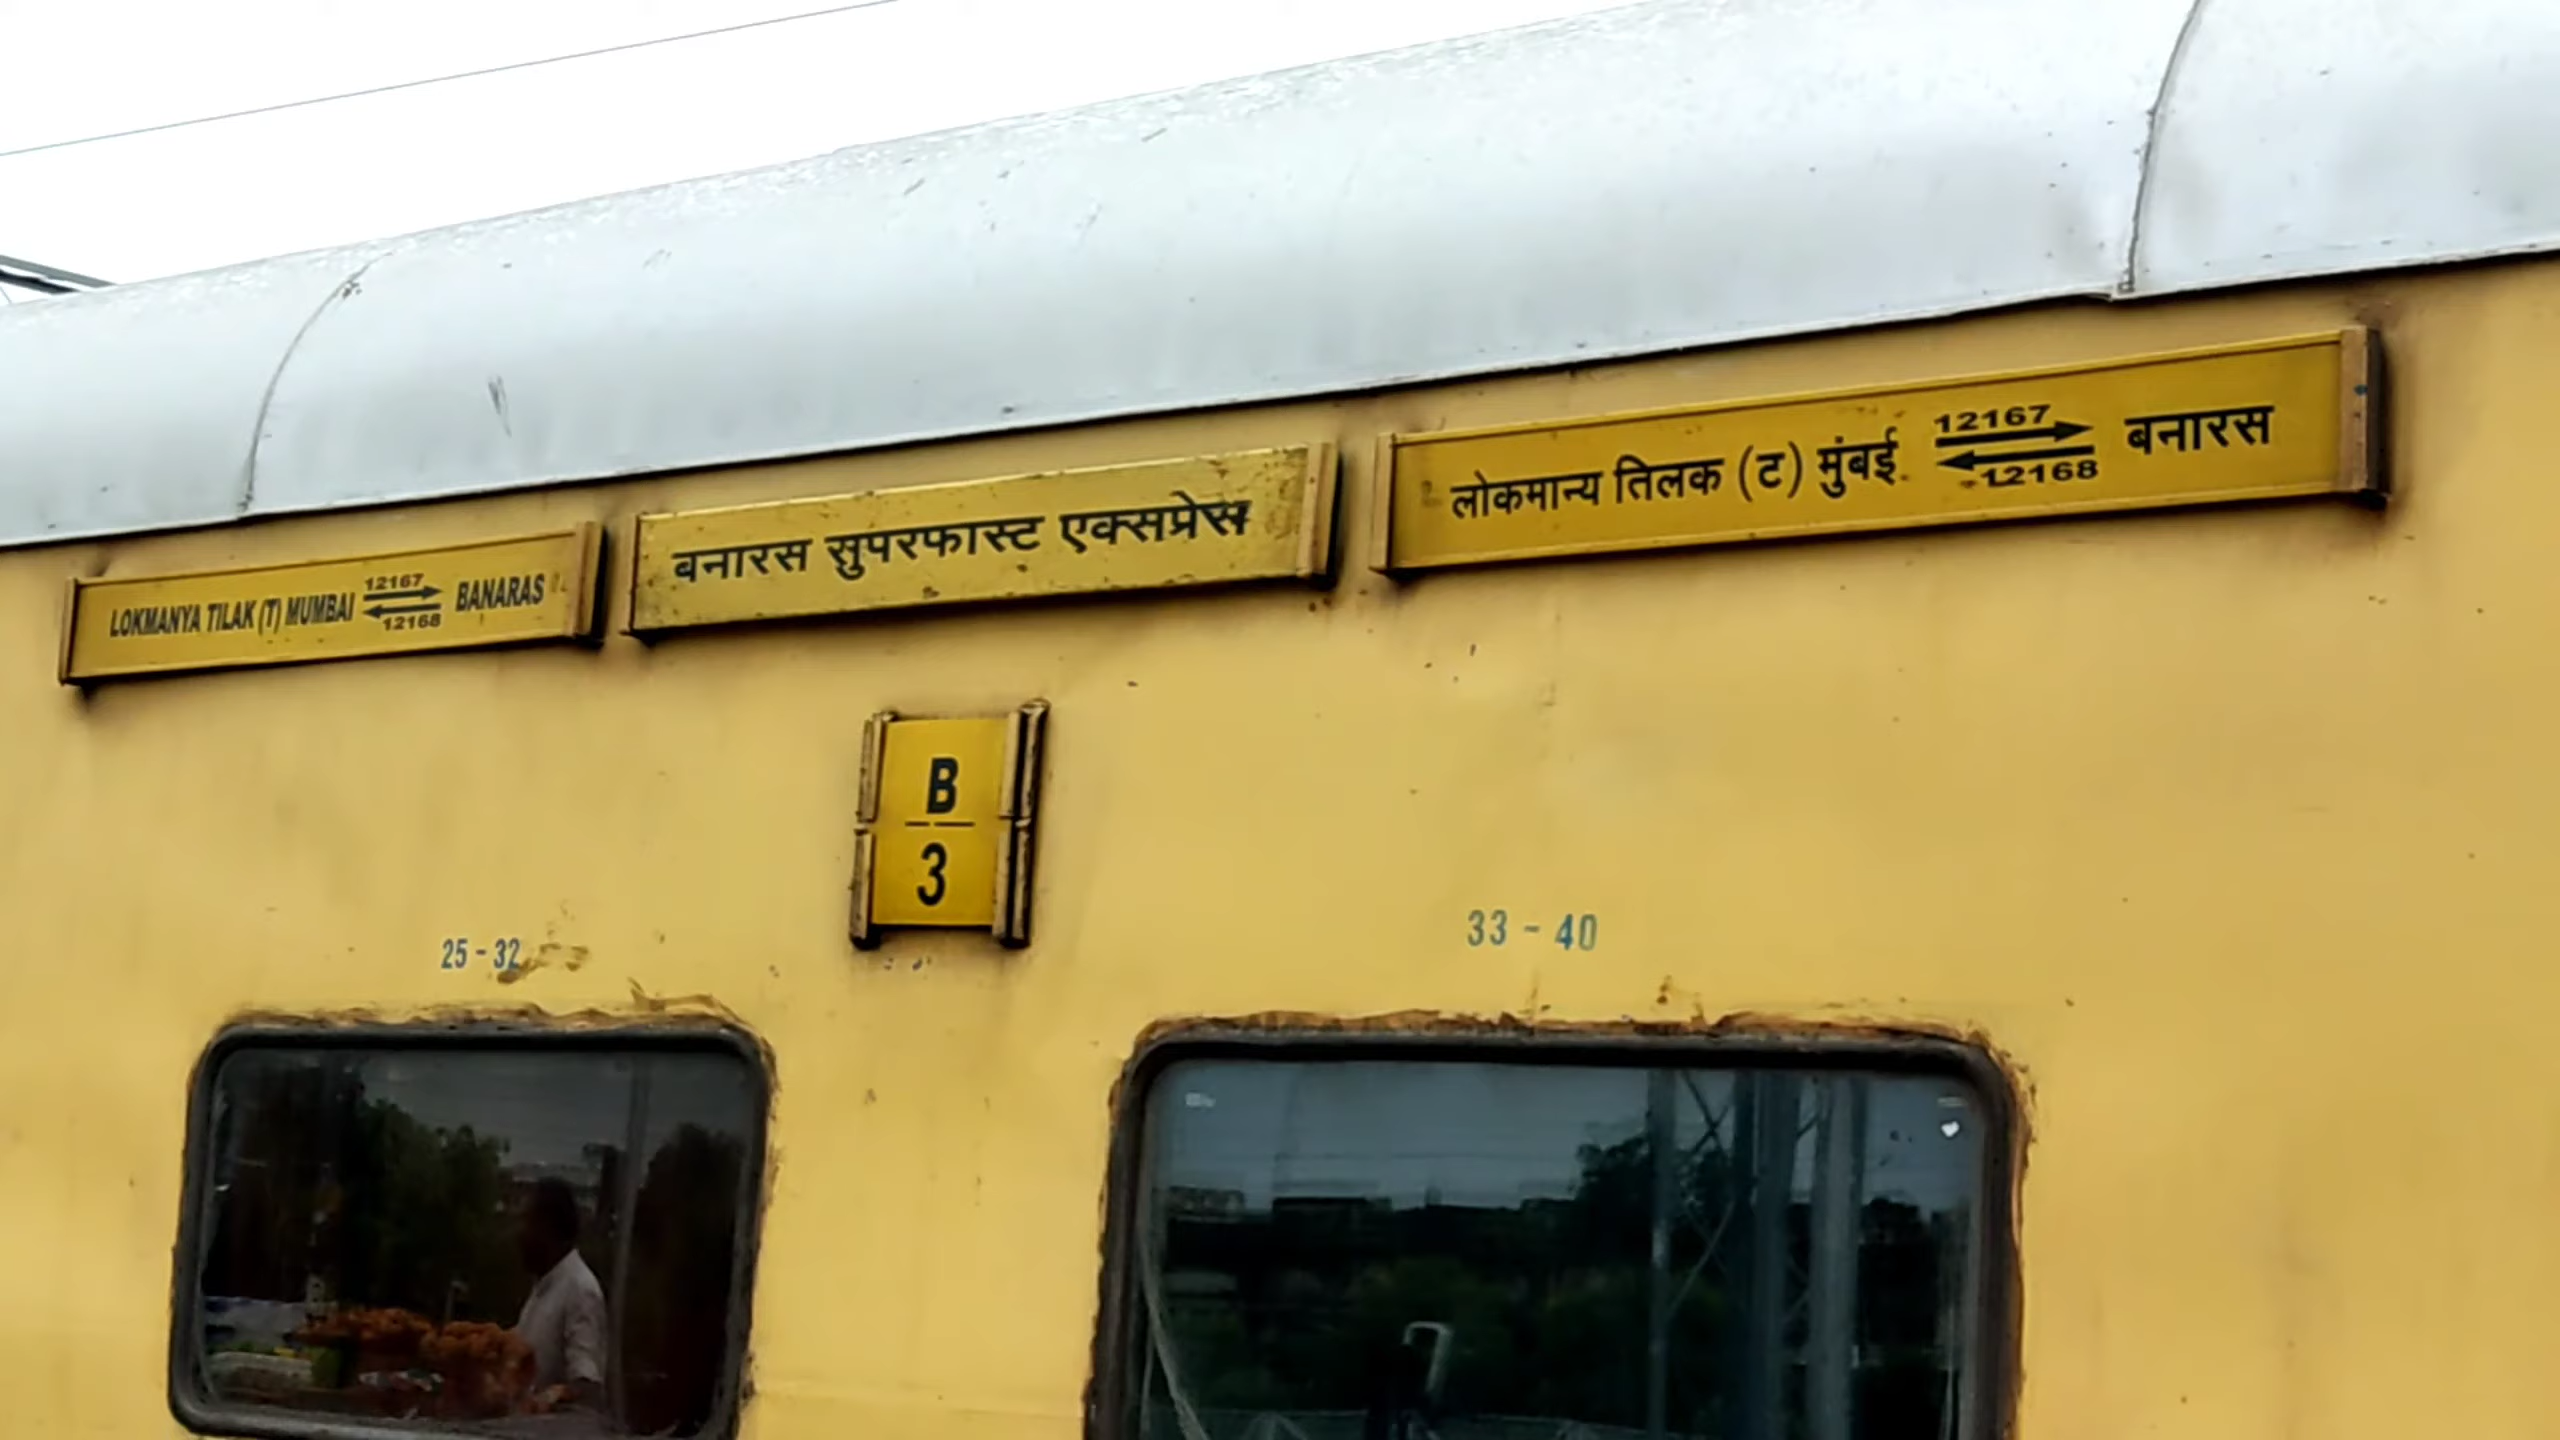 LOKMANYA TILAK (T) MUMBAI 12167 12168 BANARAS
बनारस सुपरफास्ट एक्सप्रेस
लोकमान्य तिलक (ट) मुंबई 12167 12168 बनारस
B
3
25 - 32
33 - 40